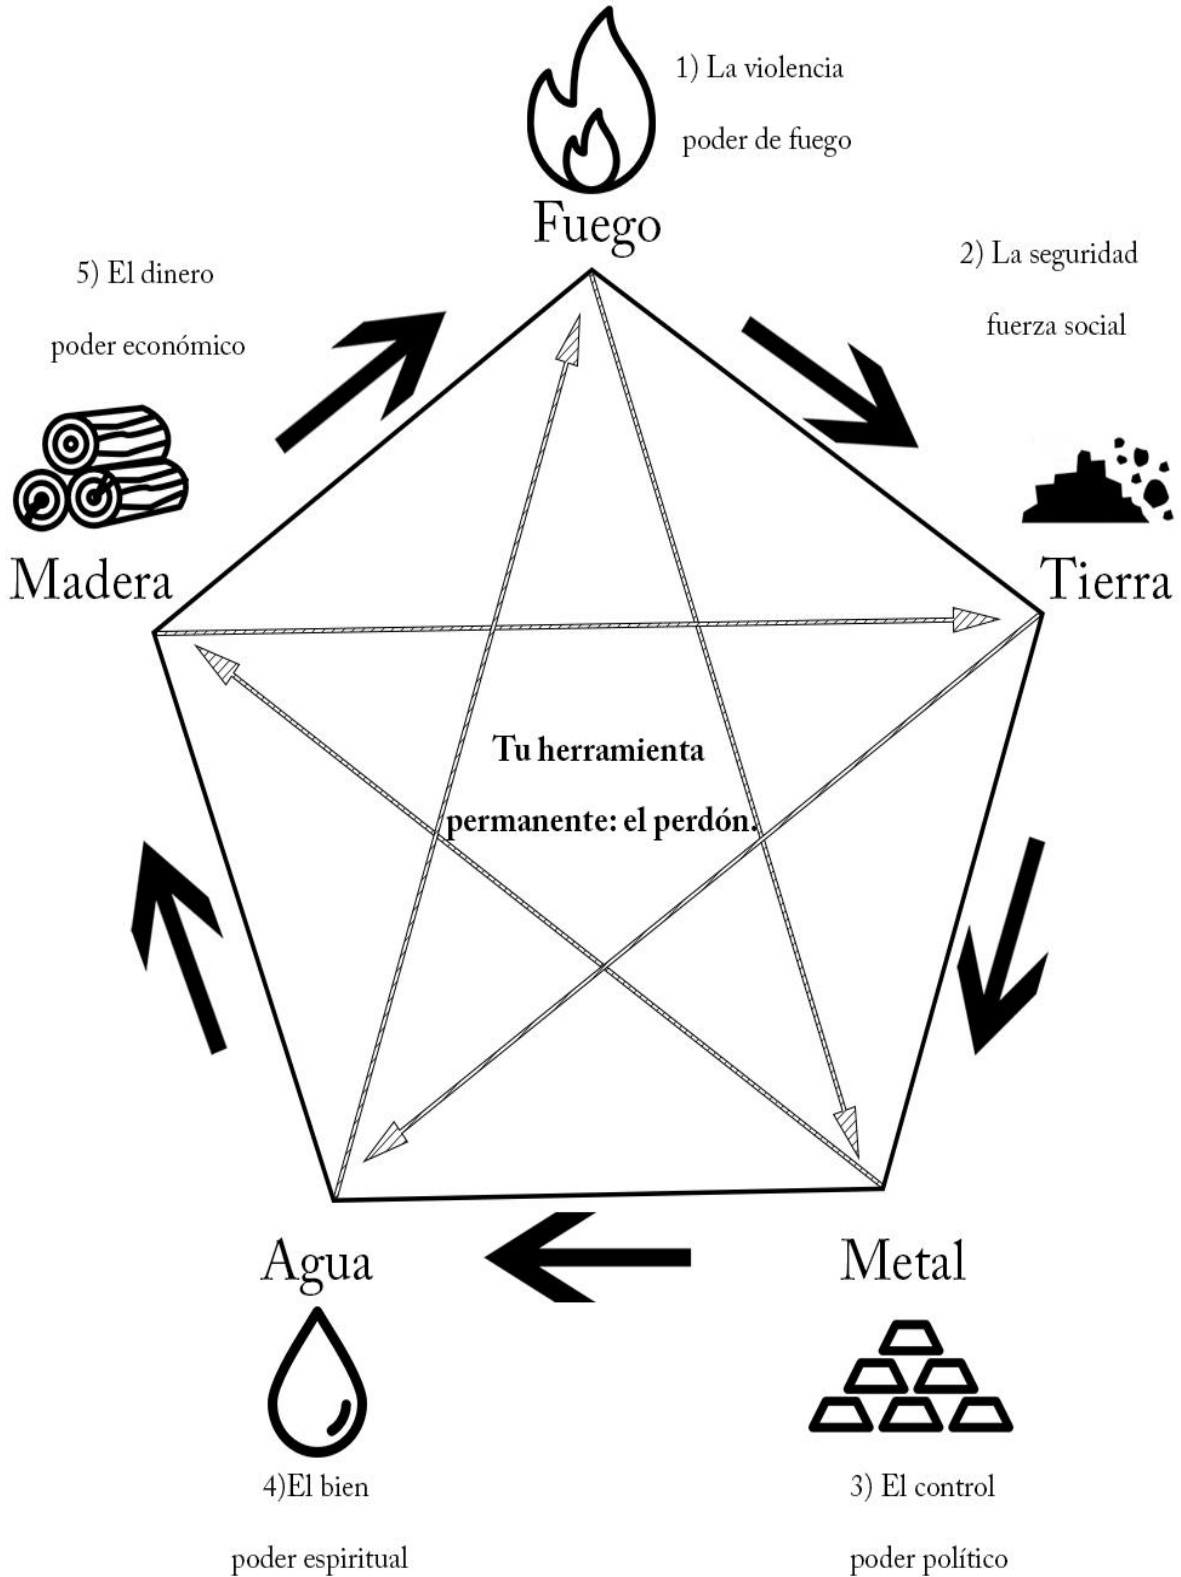 1) La violencia
poder de fuego
Fuego
2) La seguridad
fuerza social
5) El dinero
poder económico
Madera
Tierra
Tu herramienta
permanente: el perdón.
Agua
Metal
4)El bien
poder espiritual
3) El control
poder político